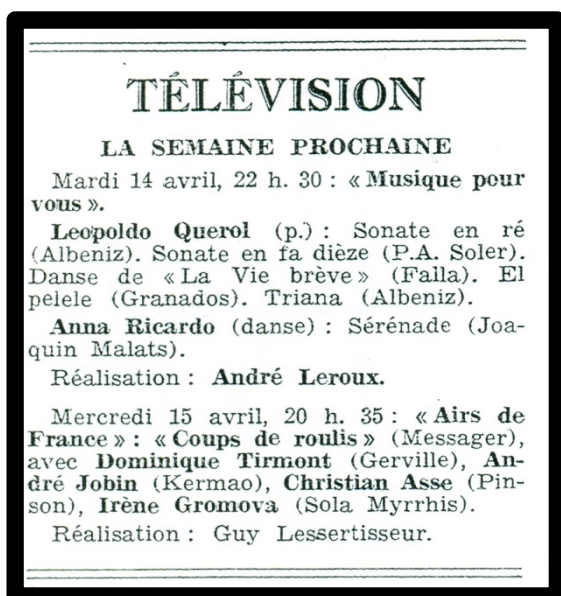 TÉLÉVISION
LA SEMAINE PROCHAINE
Mardi 14 avril, 22 h. 30 : « Musique pour
vous ».
Leopoldo Querol (p.) : Sonate en ré
(Albeniz). Sonate en fa dièze (P.A. Soler).
Danse de « La Vie brève » (Falla). El
pelele (Granados). Triana (Albeniz).
Anna Ricardo (danse) : Sérénade (Joa-
quin Malats).
Réalisation : André Leroux.
Mercredi 15 avril, 20 h. 35 : « Airs de
France » : « Coups de roulis » (Messager),
avec Dominique Tirmont (Gerville), An-
dré Jobin (Kermao), Christian Asse (Pin-
son), Irène Gromova (Sola Myrrhis).
Réalisation : Guy Lessertisseur.